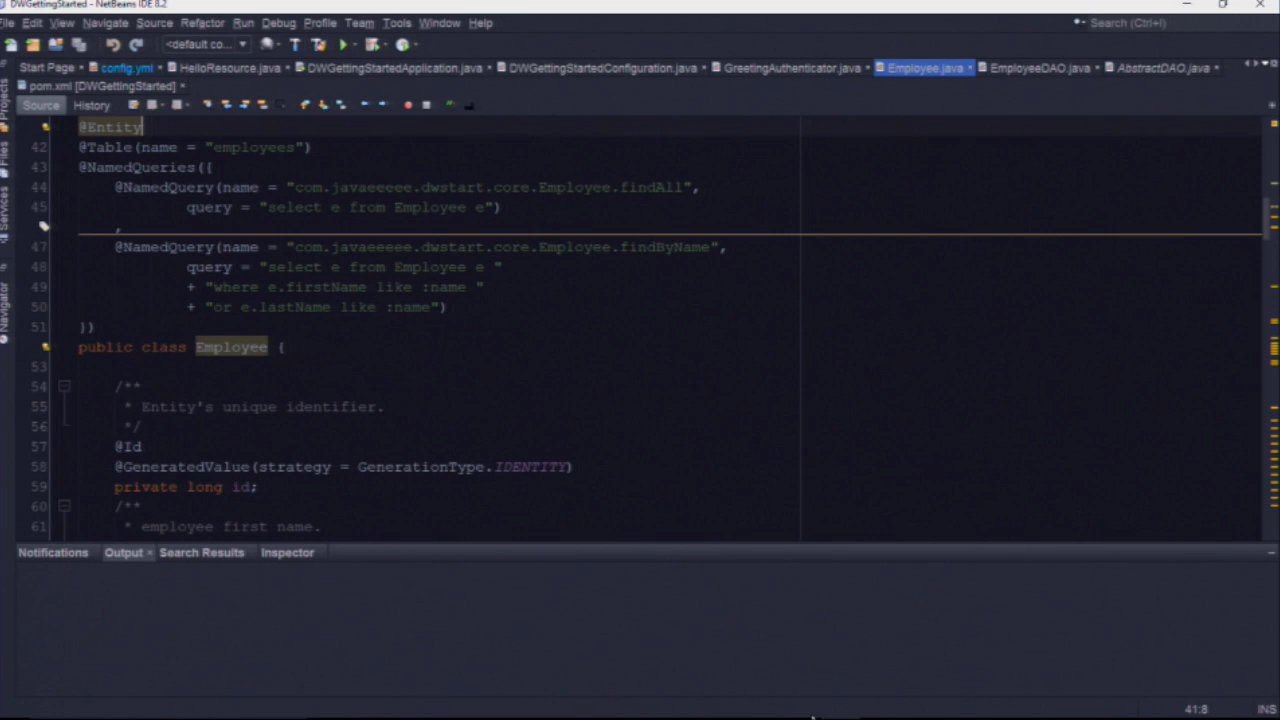 DWGettingStarted - NetBeans IDE 8.2
File Edit View Navigate Source Refactor Run Debug Profile Team Tools Window Help
Search (Ctrl+I)
<default co...
Start Page config.yml HelloResource.java DWGettingStartedApplication.java DWGettingStartedConfiguration.java GreetingAuthenticator.java Employee.java EmployeeDAO.java AbstractDAO.java
pom.xml [DWGettingStarted]
Source History
Projects
Files
Services
Navigator
@Entity
42 @Table(name = "employees")
43 @NamedQueries({
44 @NamedQuery(name = "com.javaeeeee.dwstart.core.Employee.findAll",
45 query = "select e from Employee e")
,
47 @NamedQuery(name = "com.javaeeeee.dwstart.core.Employee.findByName",
48 query = "select e from Employee e "
49 + "where e.firstName like :name "
50 + "or e.lastName like :name")
51 })
public class Employee {
53
54 /**
55 * Entity's unique identifier.
56 */
57 @Id
58 @GeneratedValue(strategy = GenerationType.IDENTITY)
59 private long id;
60 /**
61 * employee first name.
Notifications Output Search Results Inspector
41:8 INS